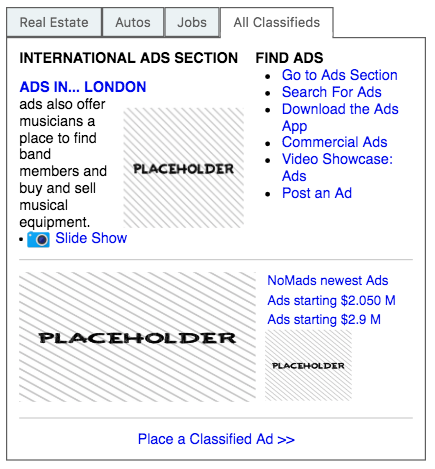 Real Estate
Autos
Jobs
All Classifieds
INTERNATIONAL ADS SECTION
ADS IN... LONDON
ads also offer
musicians a
place to find
band
members and
buy and sell
musical
equipment.
PLACEHOLDER
• Slide Show
FIND ADS
• Go to Ads Section
• Search For Ads
• Download the Ads
App
• Commercial Ads
• Video Showcase:
Ads
• Post an Ad
PLACEHOLDER
NoMads newest Ads
Ads starting $2.050 M
Ads starting $2.9 M
PLACEHOLDER
Place a Classified Ad >>